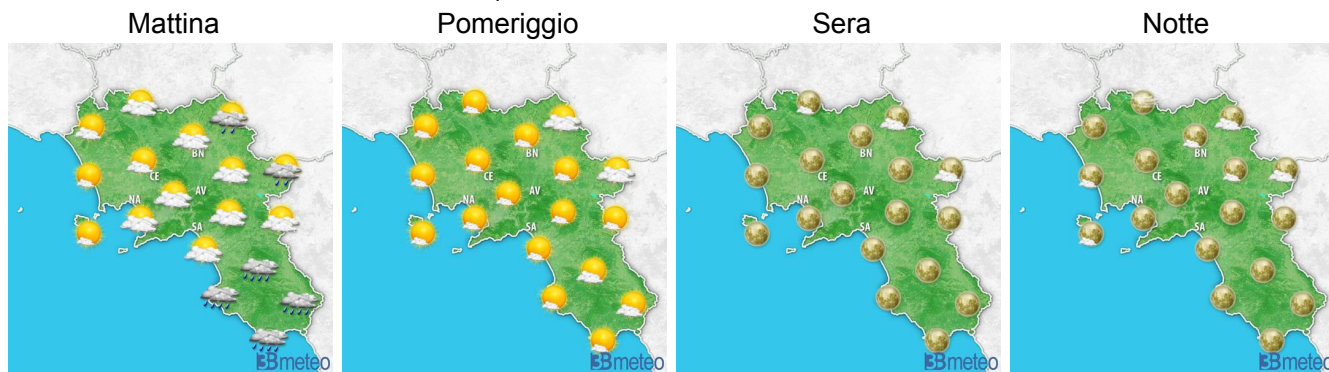 Mattina
Pomeriggio
Sera
Notte
BN
CE
AV
NA
SA
3Bmeteo
BN
CE
AV
NA
SA
3Bmeteo
BN
CE
AV
NA
SA
3Bmeteo
BN
CE
AV
NA
SA
3Bmeteo